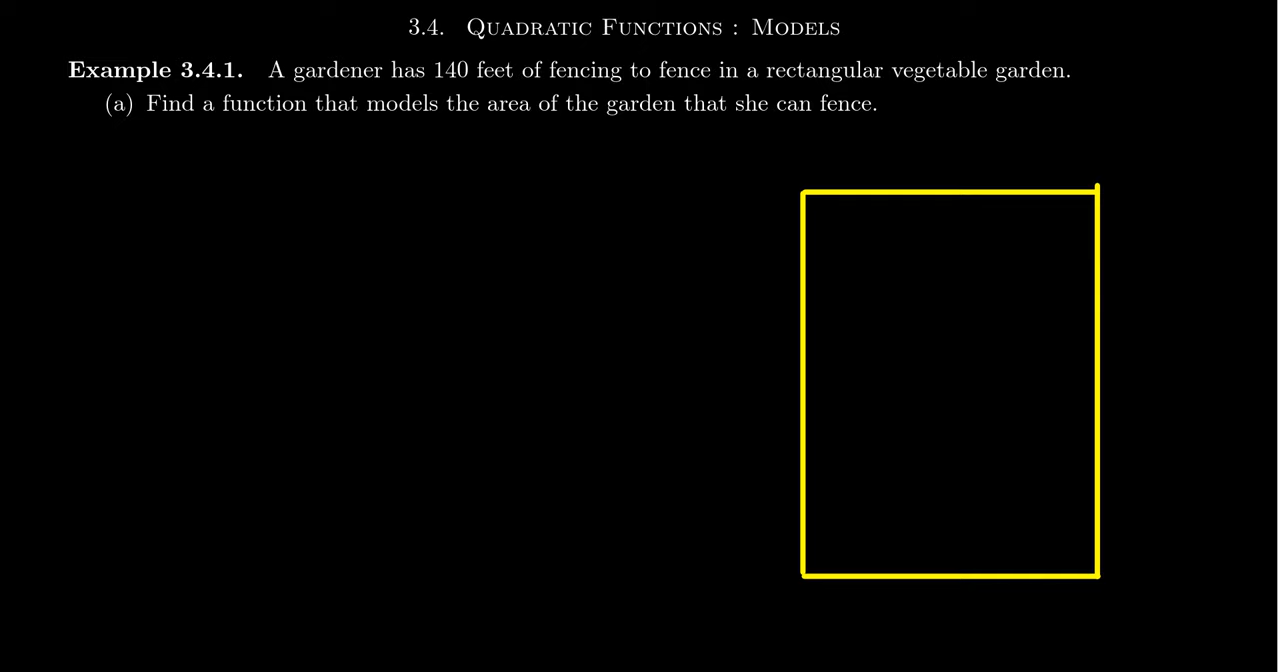 3.4. Quadratic Functions : Models
Example 3.4.1. A gardener has 140 feet of fencing to fence in a rectangular vegetable garden.
(a) Find a function that models the area of the garden that she can fence.